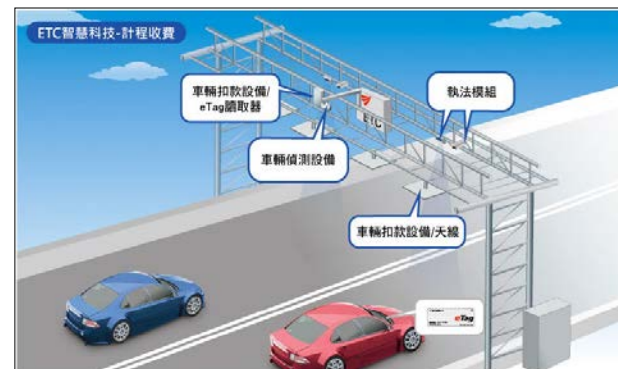 ETC智慧科技-計程收費
車輛扣款設備/
eTag讀取器
執法模組
ETC
車輛偵測設備
車輛扣款設備/天線
eTag